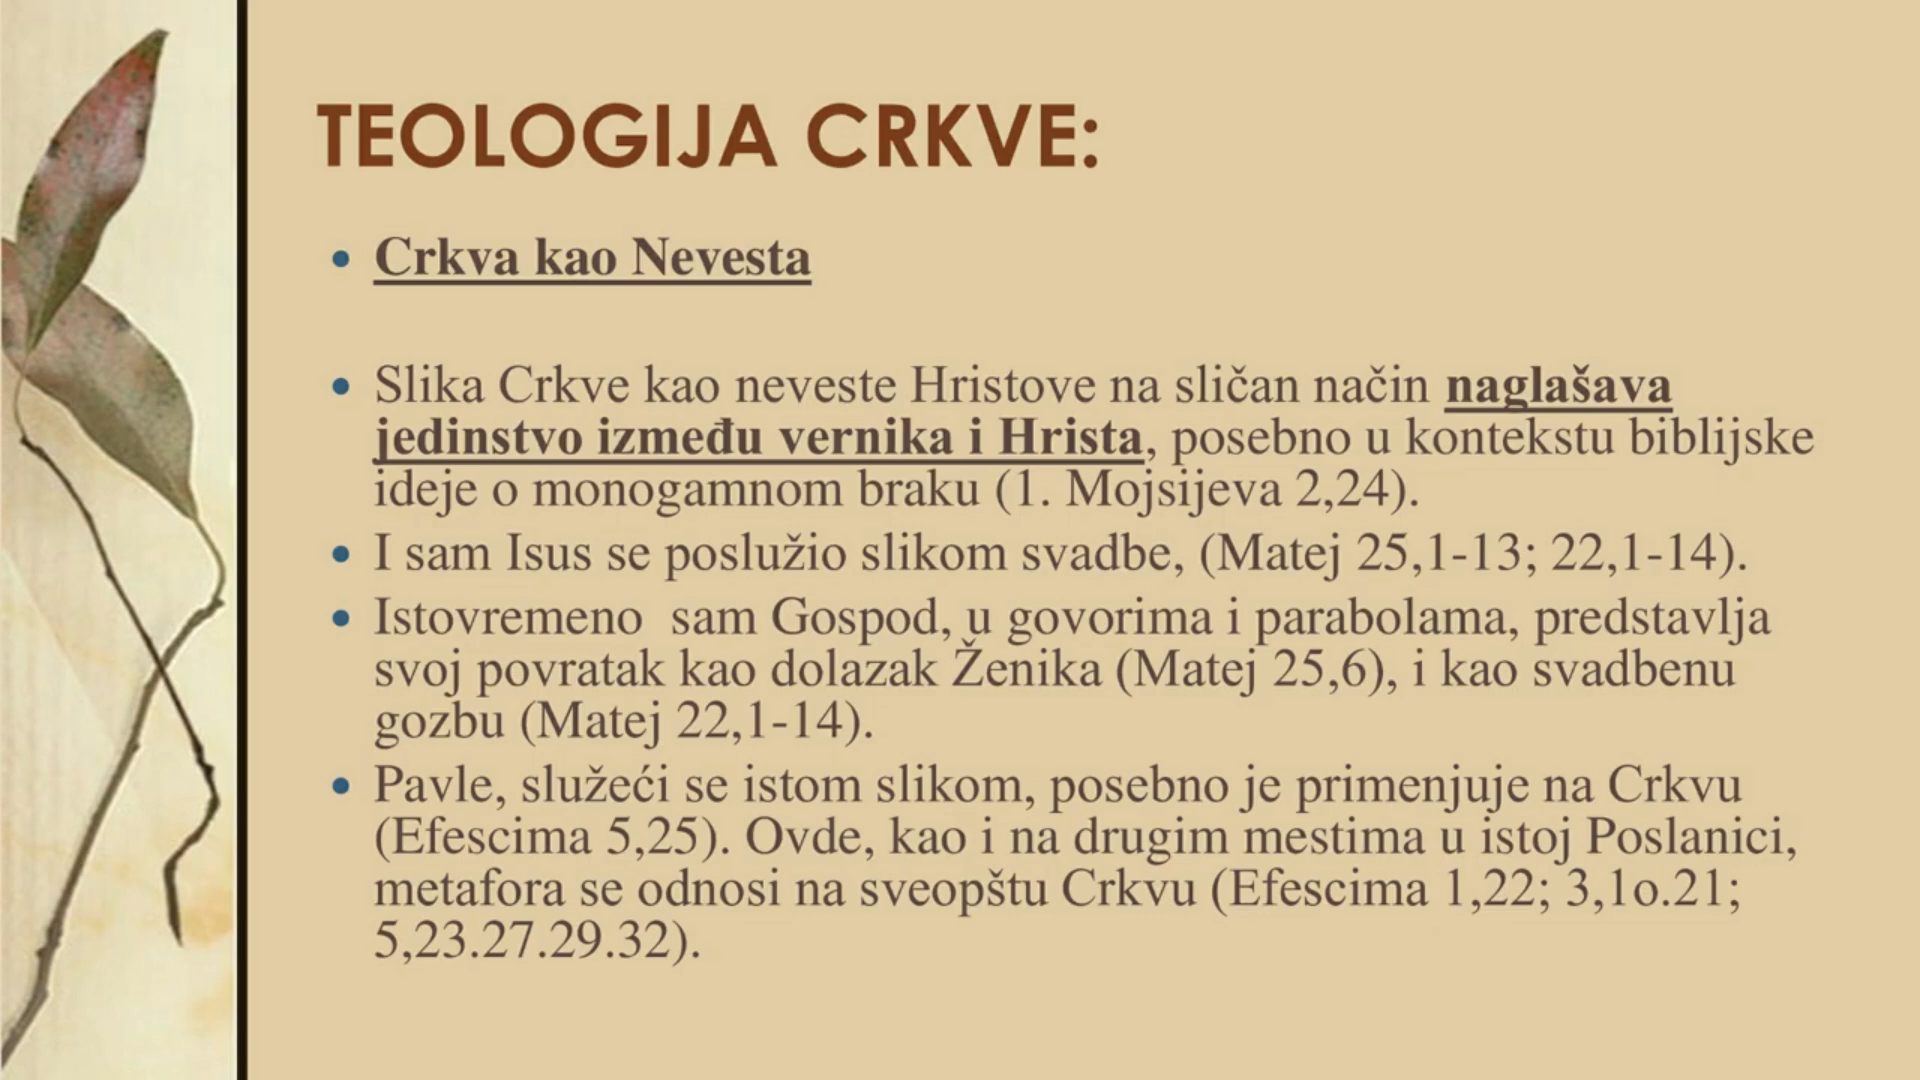 TEOLOGIJA CRKVE:
• Crkva kao Nevesta
• Slika Crkve kao neveste Hristove na sličan način naglašava
jedinstvo između vernika i Hrista, posebno u kontekstu biblijske
ideje o monogamnom braku (1. Mojsijeva 2,24).
• I sam Isus se poslužio slikom svadbe, (Matej 25,1-13; 22,1-14).
• Istovremeno  sam Gospod, u govorima i parabolama, predstavlja
svoj povratak kao dolazak Ženika (Matej 25,6), i kao svadbenu
gozbu (Matej 22,1-14).
• Pavle, služeći se istom slikom, posebno je primenjuje na Crkvu
(Efescima 5,25). Ovde, kao i na drugim mestima u istoj Poslanici,
metafora se odnosi na sveopštu Crkvu (Efescima 1,22; 3,1o.21;
5,23.27.29.32).